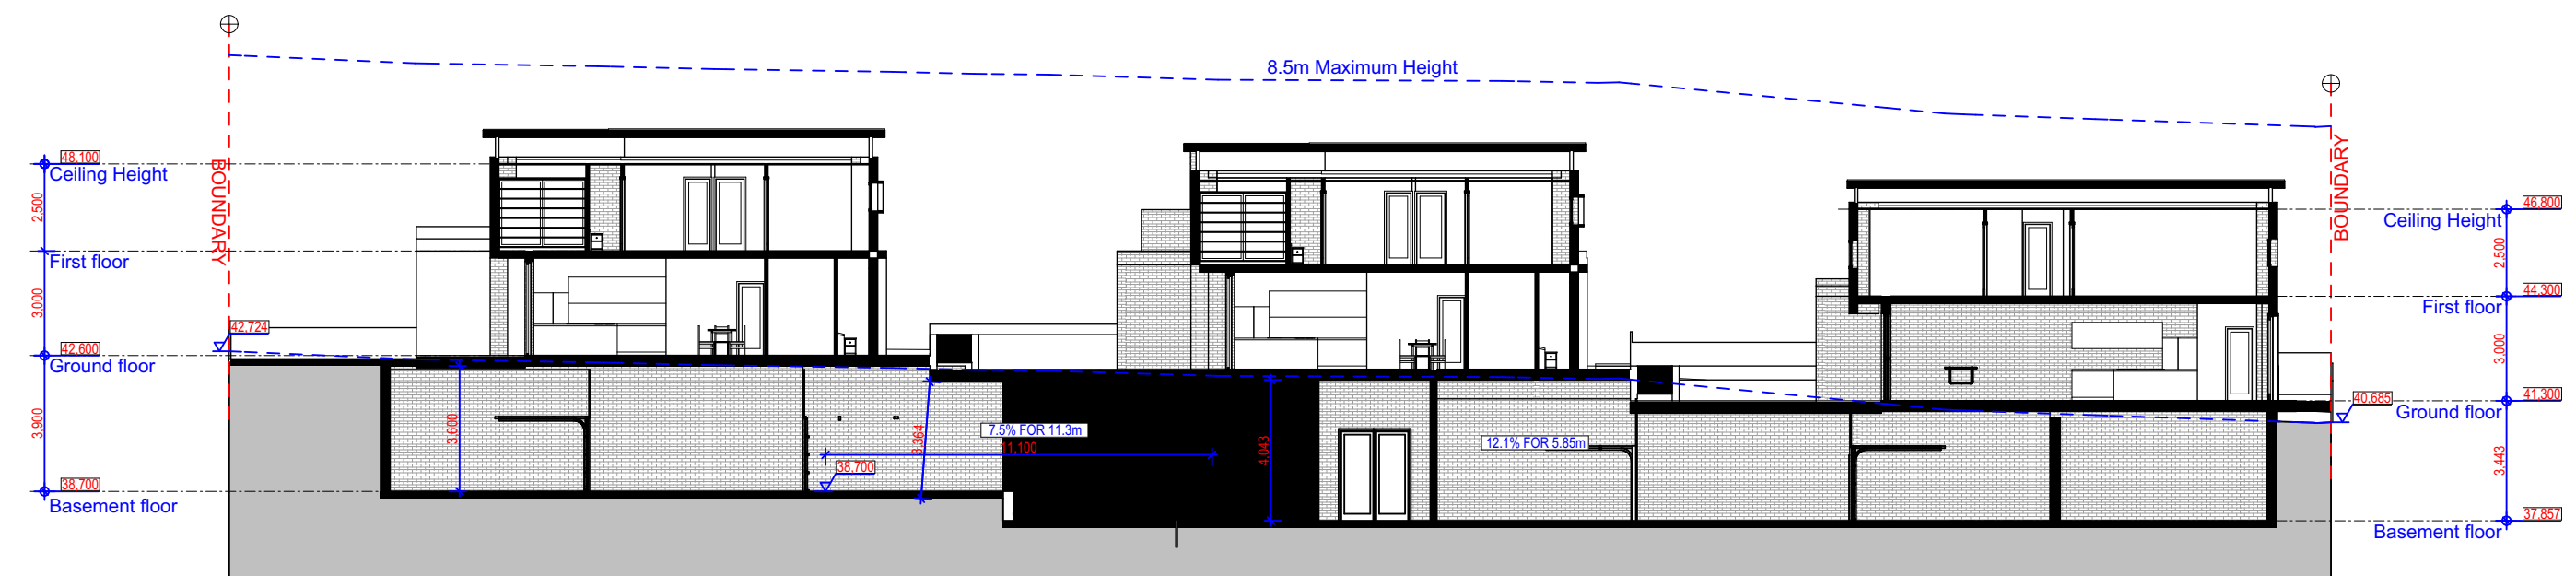 8.5m Maximum Height
BOUNDARY
48,100
Ceiling Height
2,500
First floor
3,000
42,724
42,600
Ground floor
3,900
38,700
Basement floor
3,600
3,364
7.5% FOR 11.3m
11,100
38,700
4,043
12.1% FOR 5.85m
BOUNDARY
46,800
Ceiling Height
2,500
44,300
First floor
3,000
40,685
41,300
Ground floor
3,443
37,857
Basement floor